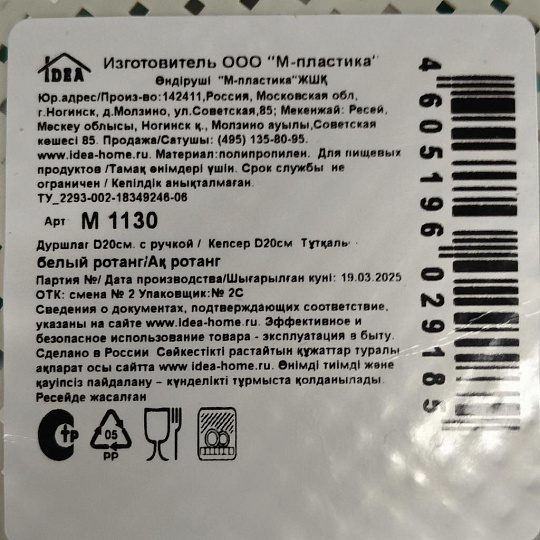 IDEA
Изготовитель ООО "М-пластика"
Өндіруші "М-пластика"ЖШҚ
Юр.адрес/Произ-во:142411,Россия, Московская обл,
г.Ногинск, д.Молзино, ул.Советская,85; Мекенжай: Ресей,
Мәскеу облысы, Ногинск қ., Молзино ауылы,Советская
көшесі 85. Продажа/Сатушы: (495) 135-80-95.
www.idea-home.ru. Материал:полипропилен. Для пищевых
продуктов /Тамақ өнімдері үшін. Срок службы не
ограничен / Кепілдік анықталмаған.
ТУ_2293-002-18349246-06
Арт М 1130
Дуршлаг D20см. с ручкой / Кепсер D20см Тұтқаль
белый ротанг/Ақ ротанг
Партия №/ Дата производства/Шығарылған куні: 19.03.2025
ОТК: смена № 2 Упаковщик:№ 2С
Сведения о документах, подтверждающих соответствие,
указаны на сайте www.idea-home.ru. Эффективное и
безопасное использование товара - эксплуатация в быту.
Сделано в России Сәйкестікті растайтын құжаттар туралы
ақпарат осы сайтта www.idea-home.ru. Өнімді тиімді және
қауіпсіз пайдалану – күнделікті тұрмыста қолданылады.
Ресейде жасалған
05
PP
4 605196 029185